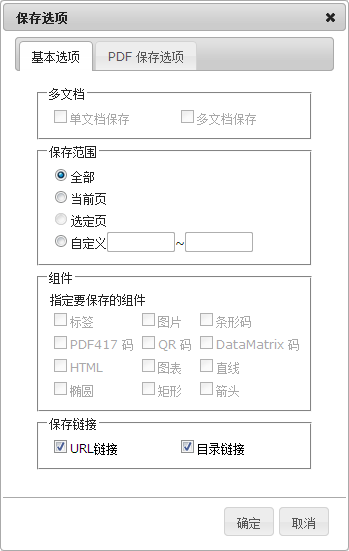 保存选项
基本选项 PDF 保存选项
多文档
单文档保存 多文档保存
保存范围
全部
当前页
选定页
自定义 ~
组件
指定要保存的组件
标签 图片 条形码
PDF417 码 QR 码 DataMatrix 码
HTML 图表 直线
椭圆 矩形 箭头
保存链接
URL链接 目录链接
确定 取消